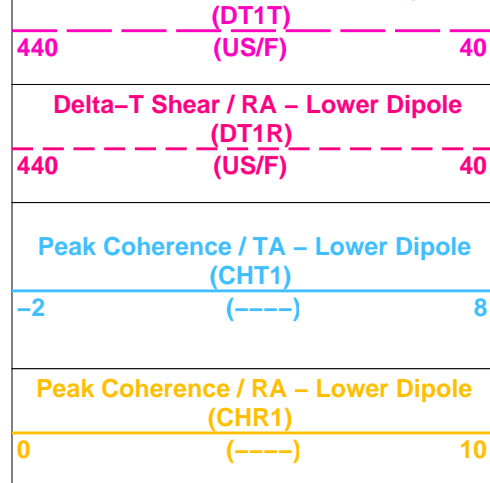 (DT1T)
440 (US/F) 40
Delta−T Shear / RA − Lower Dipole
(DT1R)
440 (US/F) 40
Peak Coherence / TA − Lower Dipole
(CHT1)
−2 (−−−−) 8
Peak Coherence / RA − Lower Dipole
(CHR1)
0 (−−−−) 10